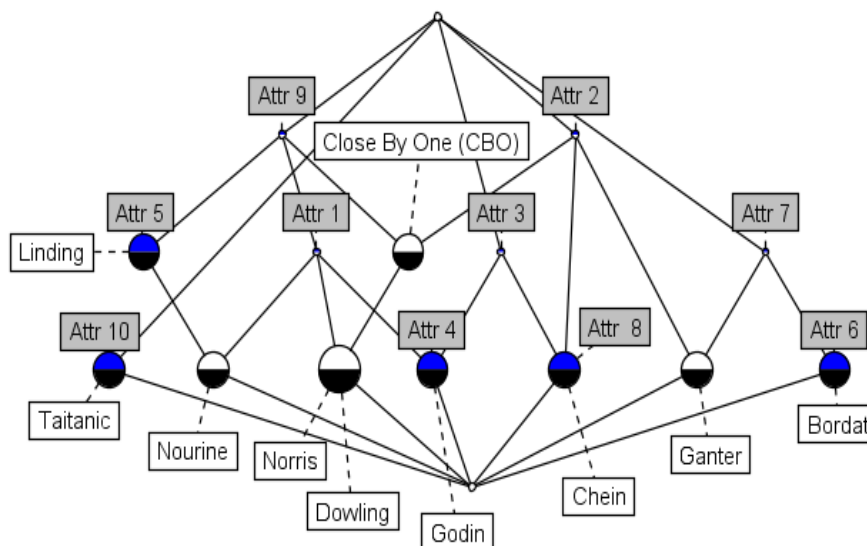 Attr 9
Attr 2
Close By One (CBO)
Attr 5
Attr 1
Attr 3
Attr 7
Linding
Attr 10
Attr 4
Attr 8
Attr 6
Taitanic
Nourine
Norris
Ganter
Bordat
Dowling
Chein
Godin